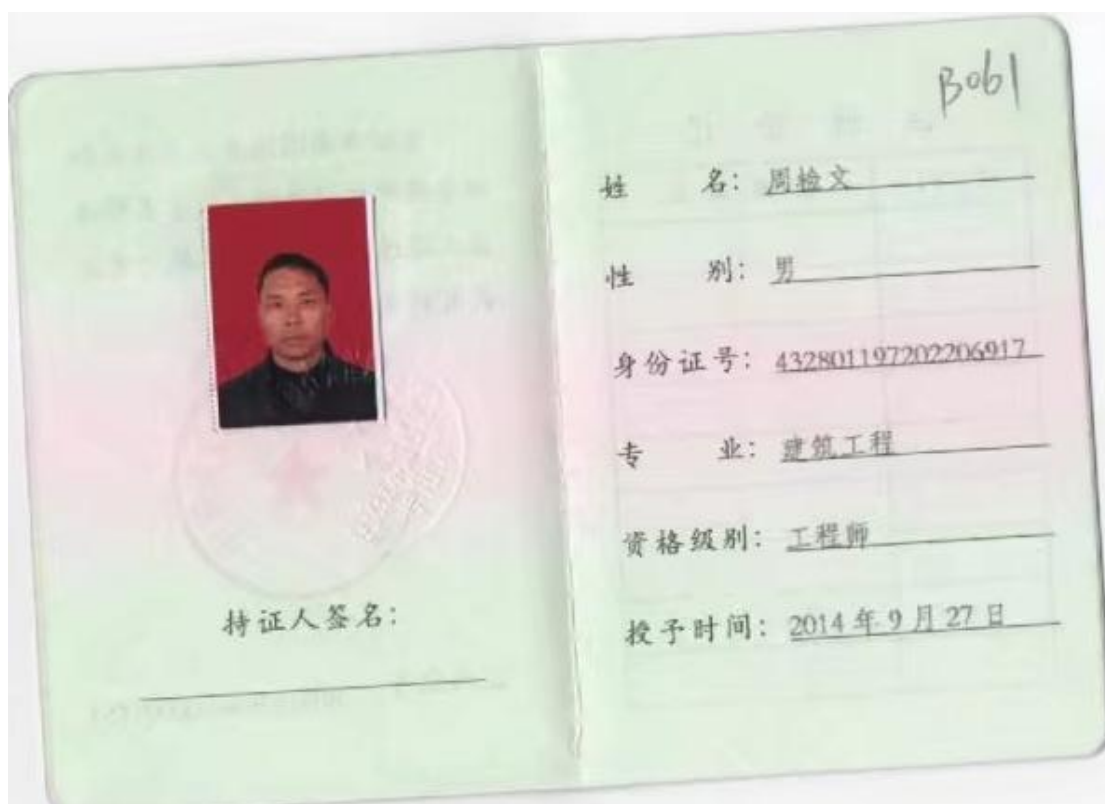 持证人签名：
B061
姓 名：周检文
性 别：男
身份证号：432801197202206917
专 业：建筑工程
资格级别：工程师
授予时间：2014年9月27日